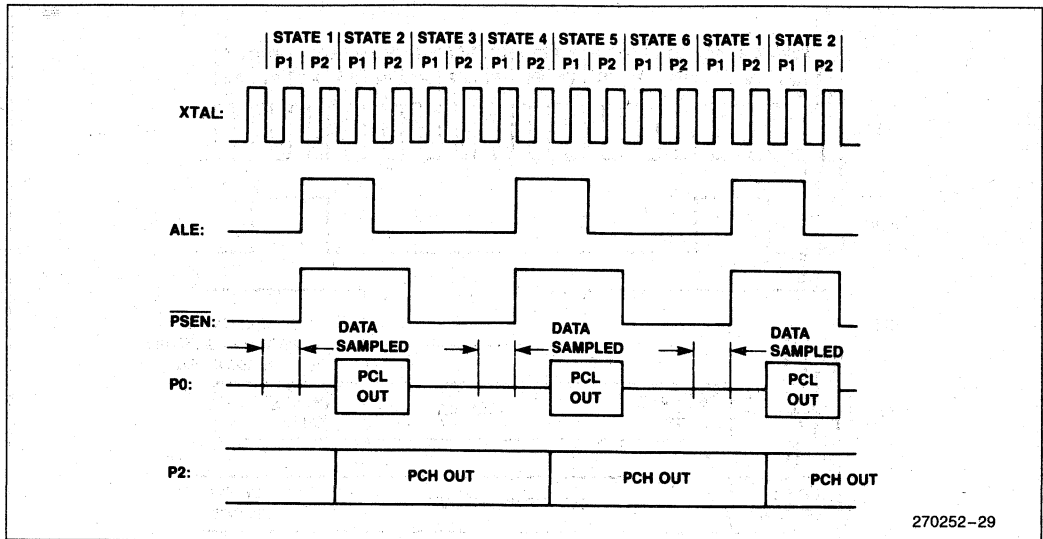 STATE 1 STATE 2 STATE 3 STATE 4 STATE 5 STATE 6 STATE 1 STATE 2
P1 P2 P1 P2 P1 P2 P1 P2 P1 P2 P1 P2 P1 P2 P1 P2
XTAL:
ALE:
PSEN:
DATA SAMPLED
DATA SAMPLED
DATA SAMPLED
P0:
PCL OUT
PCL OUT
PCL OUT
P2:
PCH OUT
PCH OUT
PCH OUT
270252-29